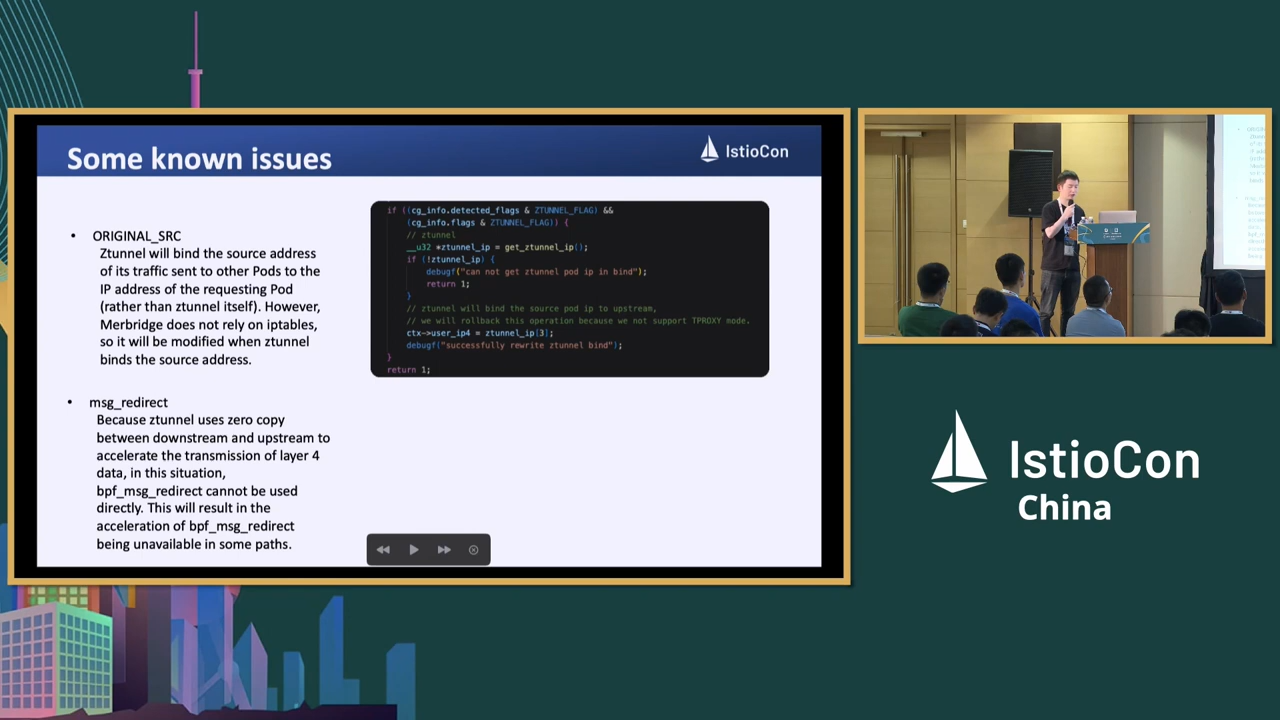 Some known issues
IstioCon
• ORIGINAL_SRC
Ztunnel will bind the source address
of its traffic sent to other Pods to the
IP address of the requesting Pod
(rather than ztunnel itself). However,
Merbridge does not rely on iptables,
so it will be modified when ztunnel
binds the source address.
• msg_redirect
Because ztunnel uses zero copy
between downstream and upstream to
accelerate the transmission of layer 4
data, in this situation,
bpf_msg_redirect cannot be used
directly. This will result in the
acceleration of bpf_msg_redirect
being unavailable in some paths.
if ((cg_info.detected_flags & ZTUNNEL_FLAG) &&
(cg_info.flags & ZTUNNEL_FLAG)) {
// ztunnel
__u32 *ztunnel_ip = get_ztunnel_ip();
if (!ztunnel_ip) {
debugf("can not get ztunnel pod ip in bind");
return 1;
}
// ztunnel will bind the source pod ip to upstream,
// we will rollback this operation because we not support TPROXY mode.
ctx->user_ip4 = ztunnel_ip[3];
debugf("successfully rewrite ztunnel bind");
}
return 1;
IstioCon
China